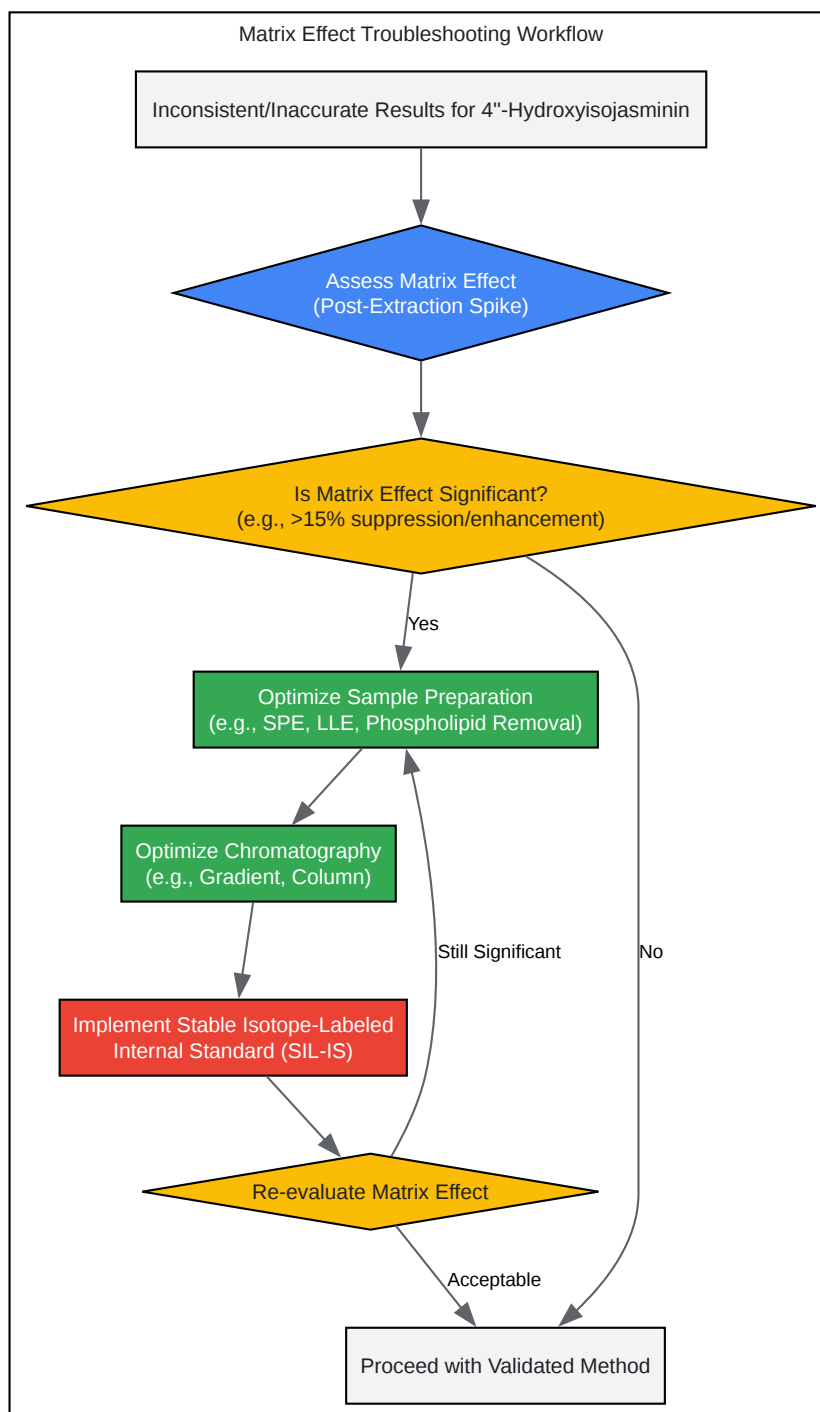 Matrix Effect Troubleshooting Workflow
Inconsistent/Inaccurate Results for 4"-Hydroxyisojasminin
Assess Matrix Effect
(Post-Extraction Spike)
Is Matrix Effect Significant?
(e.g., >15% suppression/enhancement)
Yes
Optimize Sample Preparation
(e.g., SPE, LLE, Phospholipid Removal)
Optimize Chromatography
(e.g., Gradient, Column)
Still Significant
No
Implement Stable Isotope-Labeled
Internal Standard (SIL-IS)
Re-evaluate Matrix Effect
Acceptable
Proceed with Validated Method